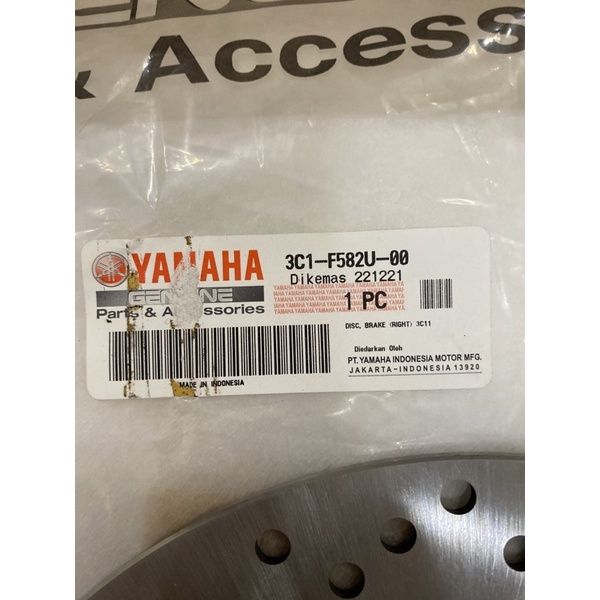 & Access
YAMAHA
GENUINE
Parts & Accessories
MADE IN INDONESIA
3C1-F582U-00
Dikemas 221221
1 PC
DISC, BRAKE (RIGHT) 3C11
Diedarkan Oleh
PT. YAMAHA INDONESIA MOTOR MFG.
JAKARTA-INDONESIA 13920